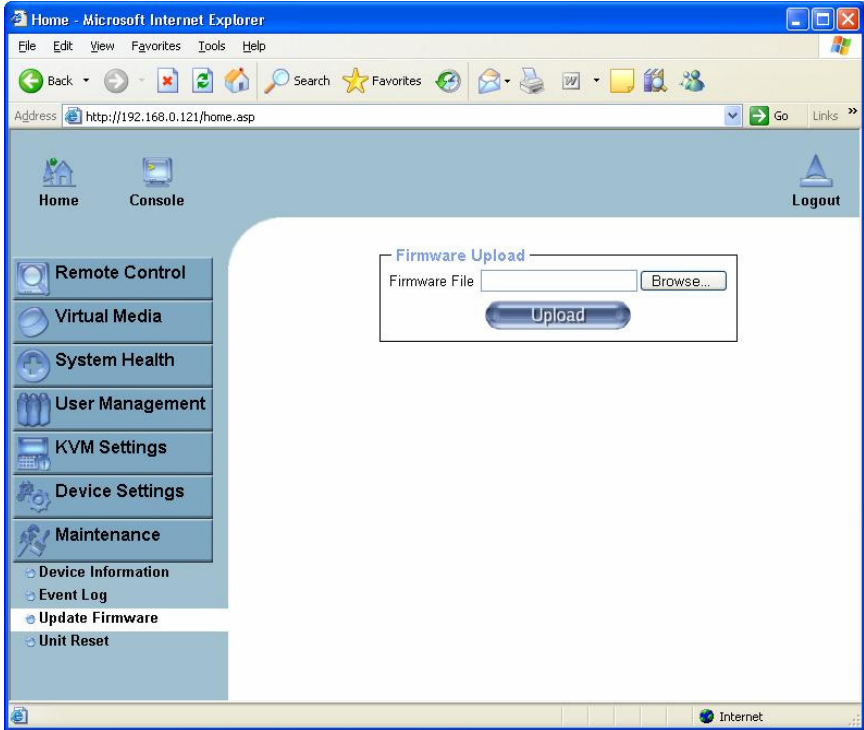 Home - Microsoft Internet Explorer
File Edit View Favorites Tools Help
Back Search Favorites
Address http://192.168.0.121/home.asp Go Links »
Home Console Logout
Firmware Upload
Firmware File Browse...
Upload
Remote Control
Virtual Media
System Health
User Management
KVM Settings
Device Settings
Maintenance
Device Information
Event Log
Update Firmware
Unit Reset
Internet